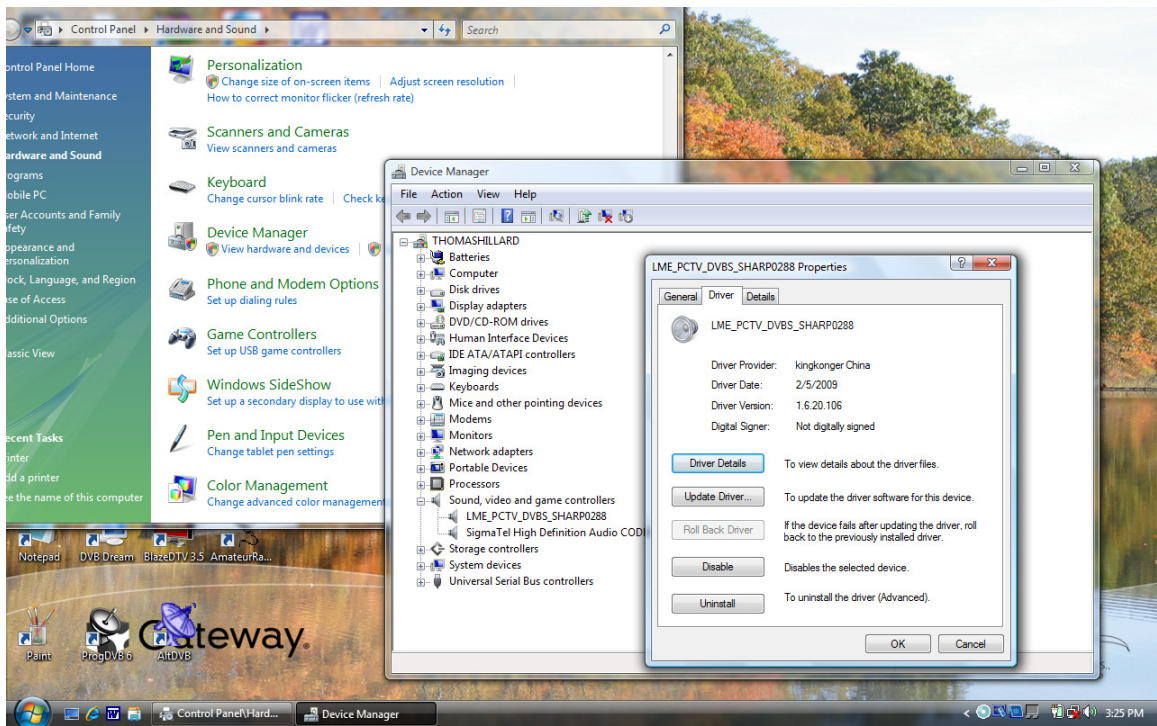 Control Panel Hardware and Sound
Search
ontrol Panel Home
ystem and Maintenance
ecurity
etwork and Internet
ardware and Sound
rograms
obile PC
ser Accounts and Family
afety
ppearance and
ersonalization
lock, Language, and Region
ase of Access
dditional Options
lassic View
ecent Tasks
rinter
dd a printer
ee the name of this computer
Personalization
Change size of on-screen items Adjust screen resolution
How to correct monitor flicker (refresh rate)
Scanners and Cameras
View scanners and cameras
Keyboard
Change cursor blink rate Check ke
Device Manager
View hardware and devices
Phone and Modem Options
Set up dialing rules
Game Controllers
Set up USB game controllers
Windows SideShow
Set up a secondary display to use with
Pen and Input Devices
Change tablet pen settings
Color Management
Change advanced color management
Device Manager
File Action View Help
THOMASHILLARD
Batteries
Computer
Disk drives
Display adapters
DVD/CD-ROM drives
Human Interface Devices
IDE ATA/ATAPI controllers
Imaging devices
Keyboards
Mice and other pointing devices
Modems
Monitors
Network adapters
Portable Devices
Processors
Sound, video and game controllers
LME_PCTV_DVBS_SHARP0288
SigmaTel High Definition Audio CODE
Storage controllers
System devices
Universal Serial Bus controllers
LME_PCTV_DVBS_SHARP0288 Properties
General Driver Details
LME_PCTV_DVBS_SHARP0288
Driver Provider: kingkonger China
Driver Date: 2/5/2009
Driver Version: 1.6.20.106
Digital Signer: Not digitally signed
Driver Details To view details about the driver files.
Update Driver... To update the driver software for this device.
Roll Back Driver If the device fails after updating the driver, roll
back to the previously installed driver.
Disable Disables the selected device.
Uninstall To uninstall the driver (Advanced).
OK Cancel
Notepad DVB Dream BlazeDTV 3.5 AmateurRa...
Gateway.
Paint ProgDVB 6 AltDVB
Control Panel\Hard... Device Manager 3:25 PM